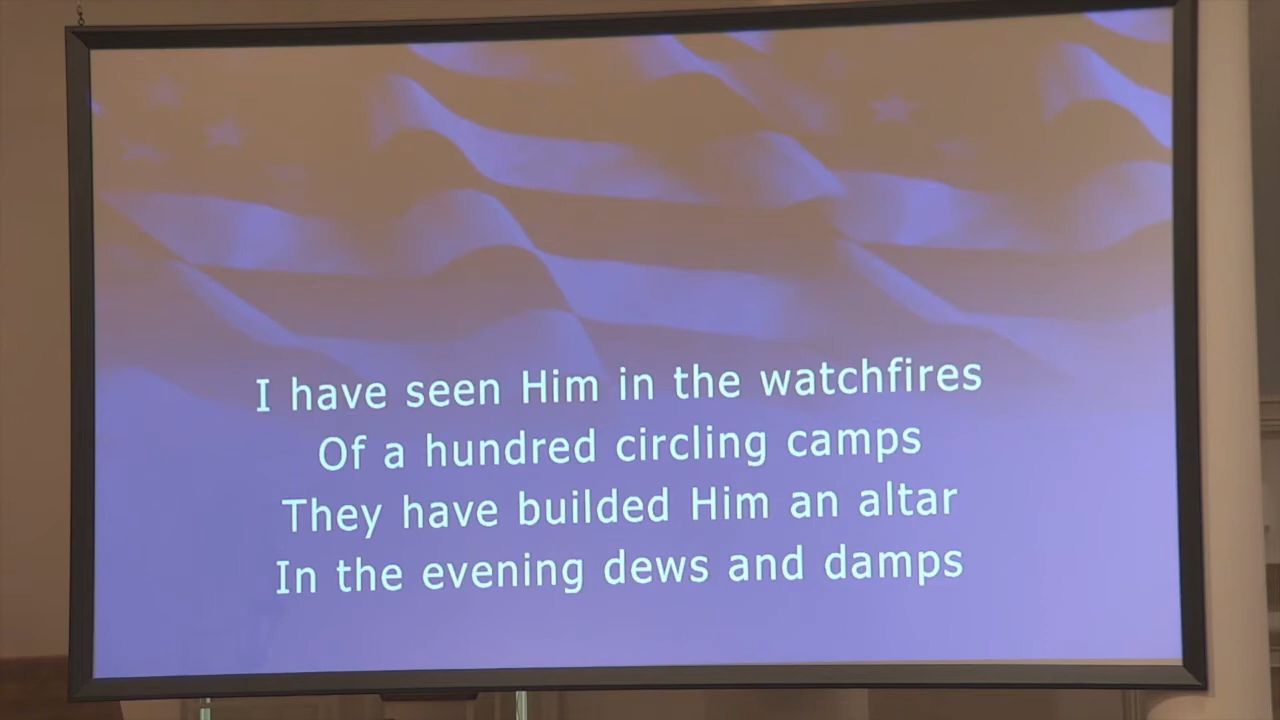 I have seen Him in the watchfires
Of a hundred circling camps
They have builded Him an altar
In the evening dews and damps